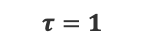 τ = 1